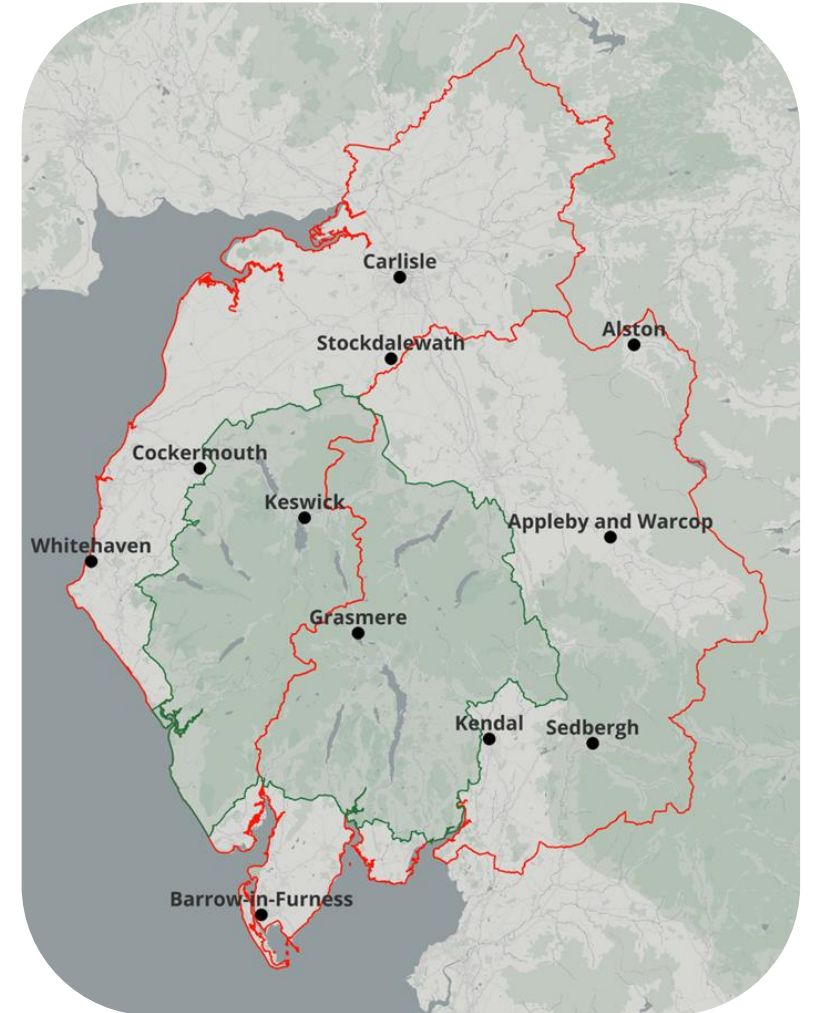 Carlisle
Stockdalewath
Alston
Cockermouth
Keswick
Appleby and Warcop
Whitehaven
Grasmere
Kendal
Sedbergh
Barrow-in-Furness